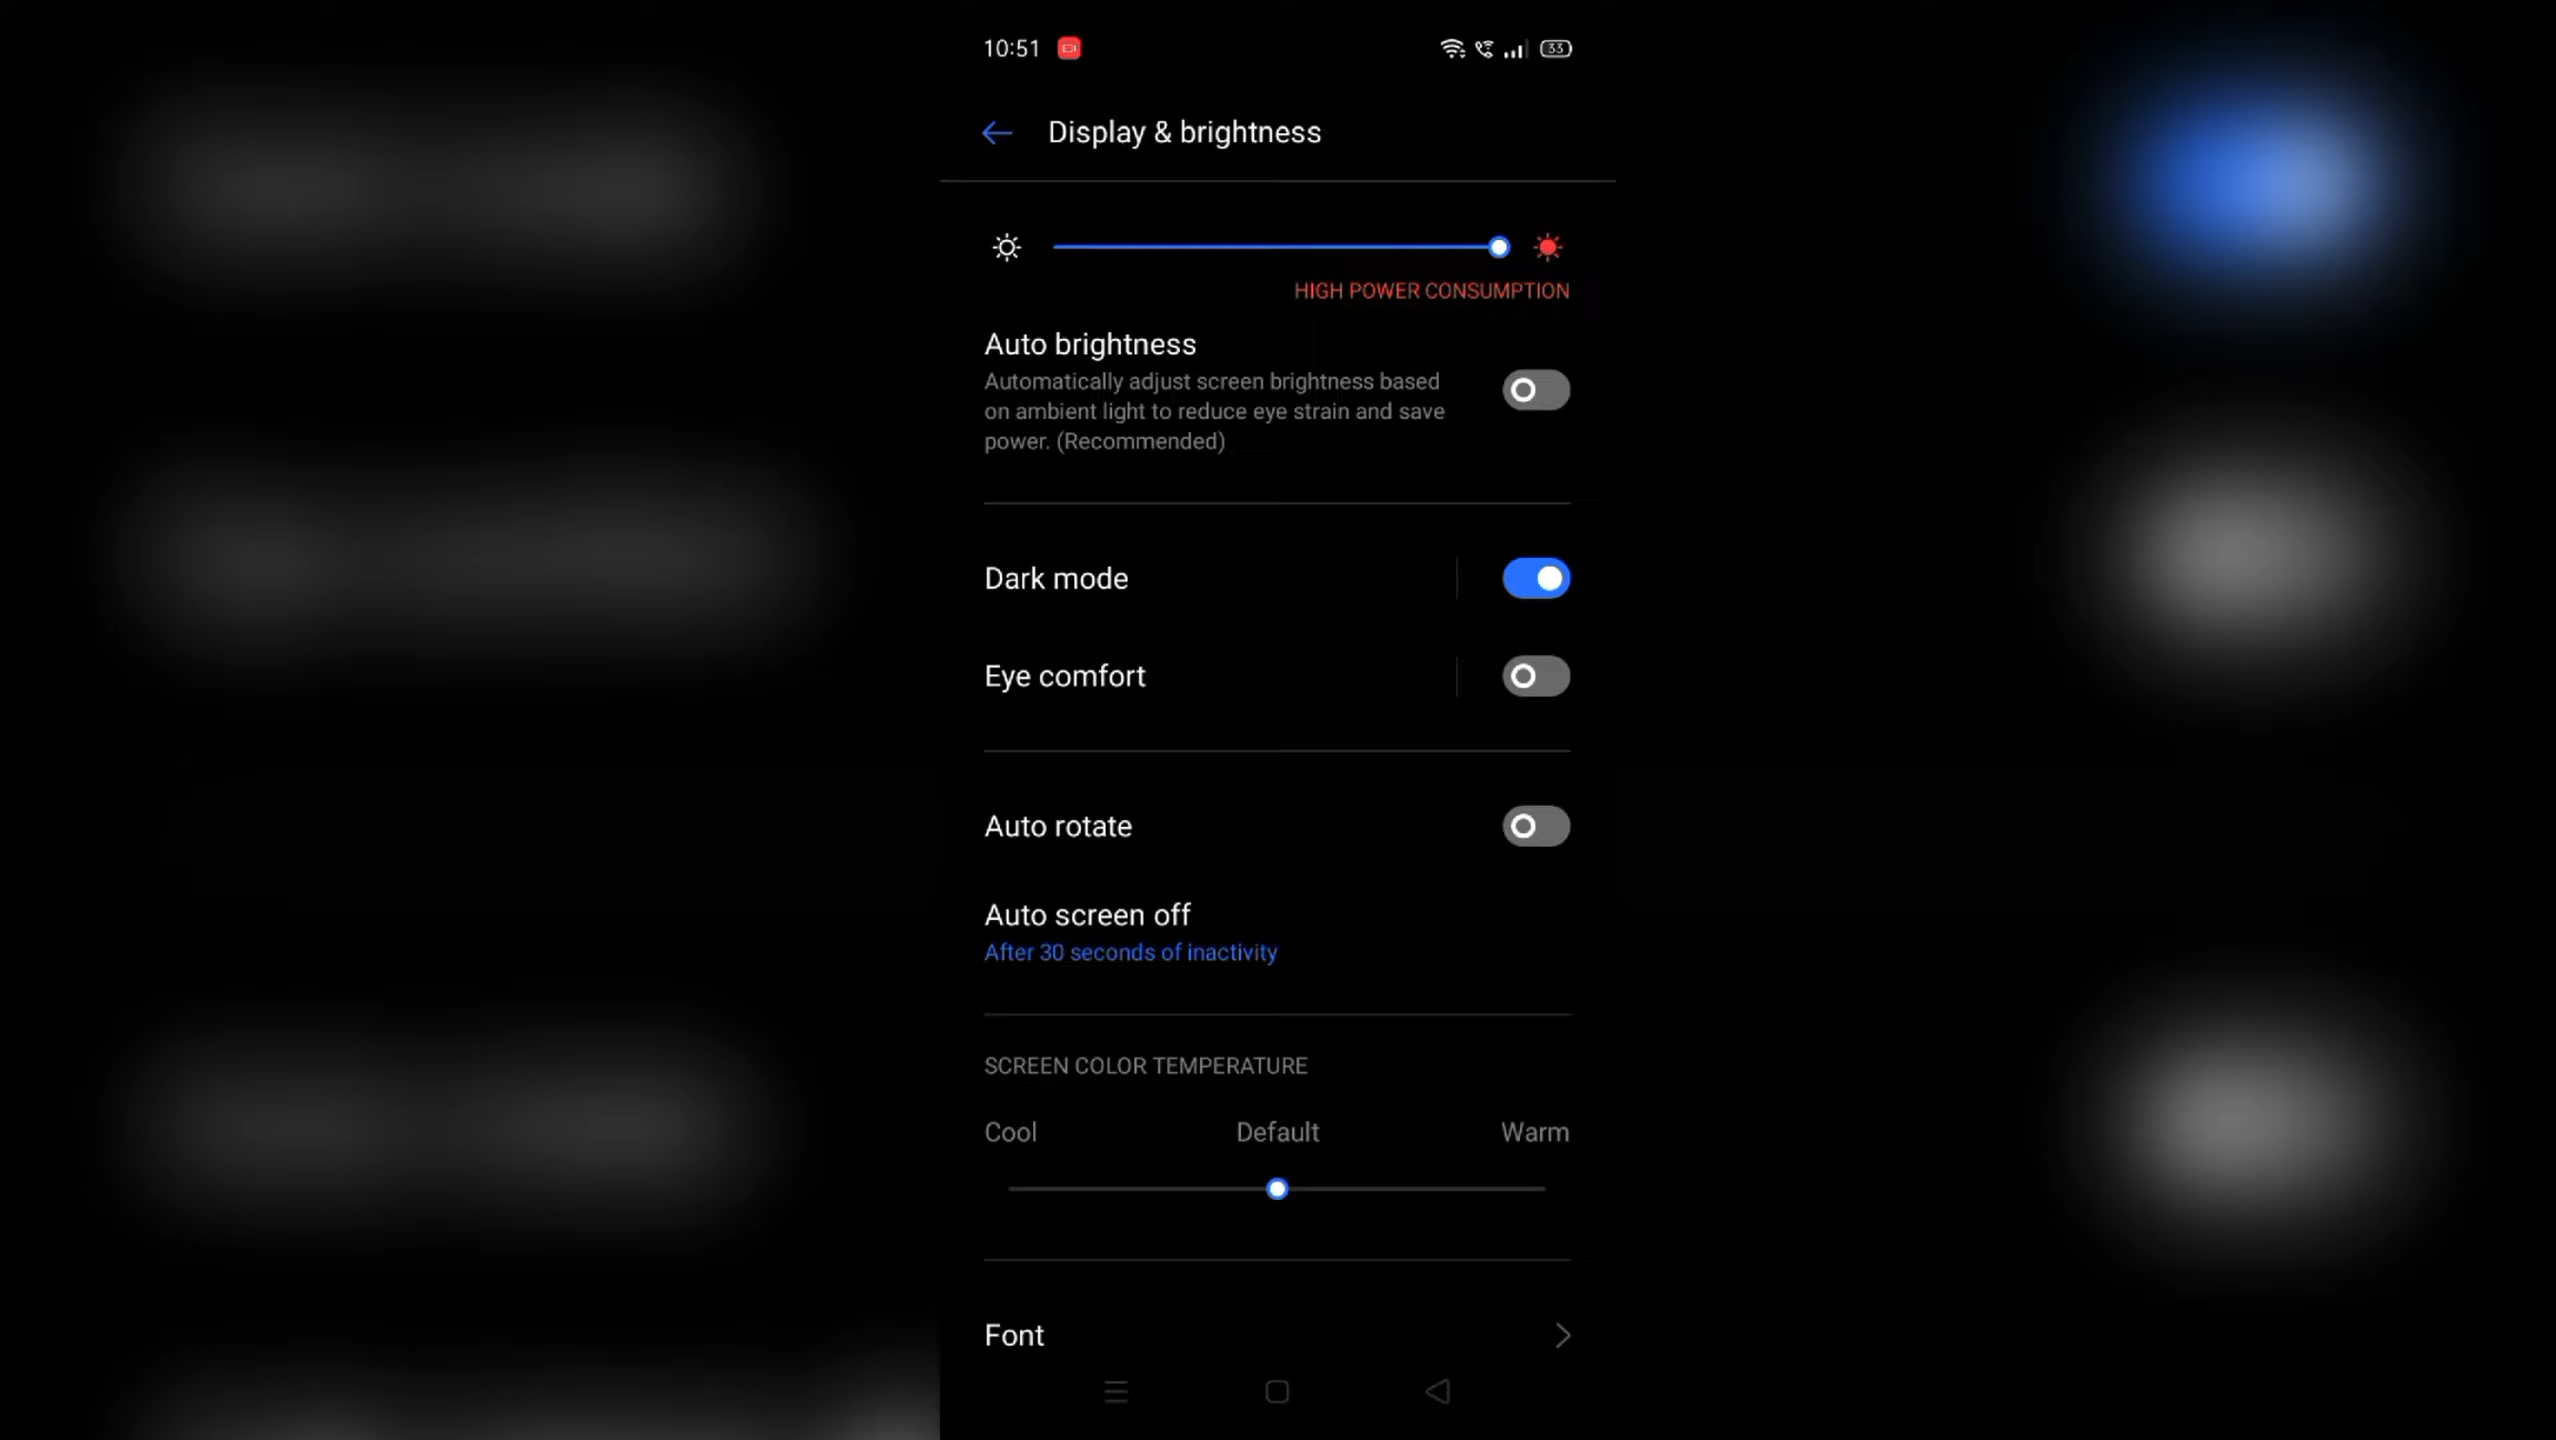 10:51
33
Display & brightness
HIGH POWER CONSUMPTION
Auto brightness
Automatically adjust screen brightness based
on ambient light to reduce eye strain and save
power. (Recommended)
Dark mode
Eye comfort
Auto rotate
Auto screen off
After 30 seconds of inactivity
SCREEN COLOR TEMPERATURE
Cool Default Warm
Font